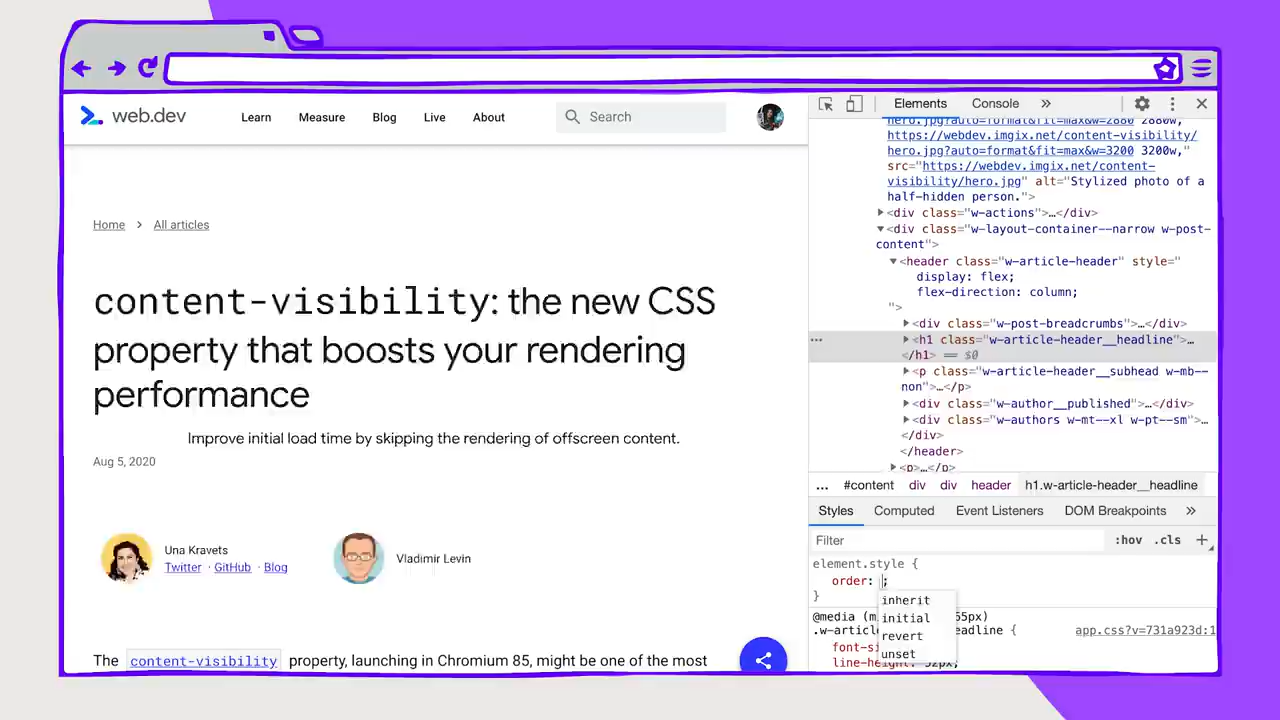 web.dev
Learn
Measure
Blog
Live
About
Search
Home > All articles
content-visibility: the new CSS
property that boosts your rendering
performance
Improve initial load time by skipping the rendering of offscreen content.
Aug 5, 2020
Una Kravets
Twitter · GitHub · Blog
Vladimir Levin
The content-visibility property, launching in Chromium 85, might be one of the most
Elements
Console
»
hero.jpg?auto=format&fit=max&w=2880 2880w,
https://webdev.imgix.net/content-visibility/
hero.jpg?auto=format&fit=max&w=3200 3200w,"
src="https://webdev.imgix.net/content-
visibility/hero.jpg" alt="Stylized photo of a
half-hidden person.">
<div class="w-actions">…</div>
<div class="w-layout-container--narrow w-post-
content">
<header class="w-article-header" style="
display: flex;
flex-direction: column;
">
<div class="w-post-breadcrumbs">…</div>
<h1 class="w-article-header__headline">…
</h1> == $0
<p class="w-article-header__subhead w-mb--
non">…</p>
<div class="w-author__published">…</div>
<div class="w-authors w-mt--xl w-pt--sm">…
</div>
</header>
<p>…</p>
… #content div div header h1.w-article-header__headline
Styles
Computed
Event Listeners
DOM Breakpoints
»
Filter
:hov .cls +
element.style {
order: ;
}
inherit
initial
revert
unset
@media (m 65px)
.w-articl eadline {
app.css?v=731a923d:1
font-si
line-height: 52px;